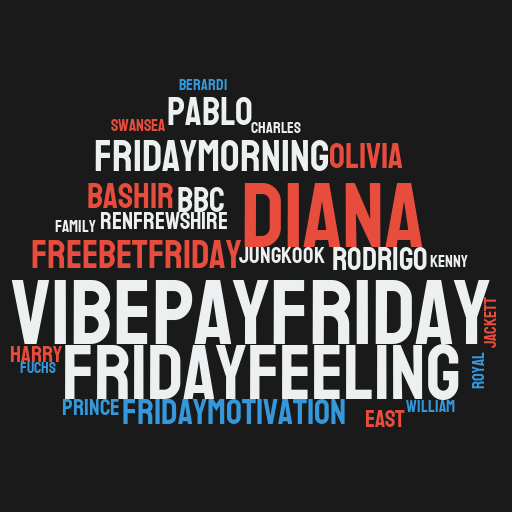 BERARDI
PABLO
SWANSEA
CHARLES
FRIDAYMORNING
OLIVIA
BASHIR
BBC
DIANA
FAMILY
RENFREWSHIRE
FREEBETFRIDAY
JUNGKOOK
RODRIGO
KENNY
VIBEPAYFRIDAY
JACKETT
HARRY
FUCHS
FRIDAYFEELING
ROYAL
PRINCE
FRIDAYMOTIVATION
EAST
WILLIAM